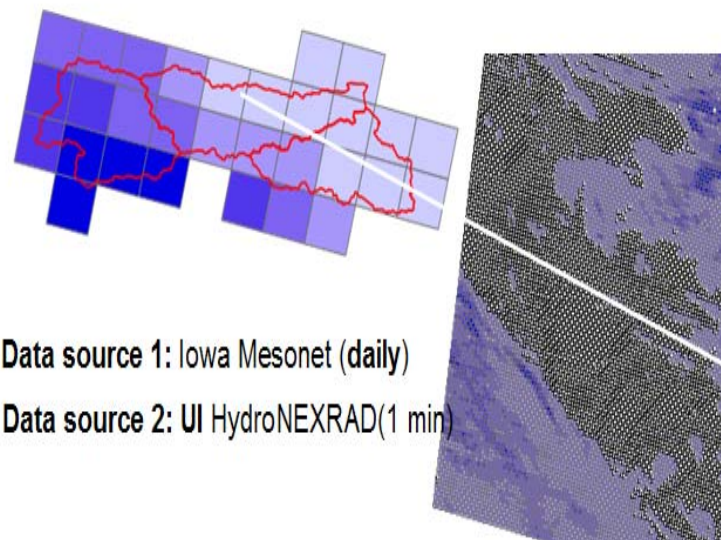 Data source 1: Iowa Mesonet (daily)
Data source 2: UI HydroNEXRAD(1 min)